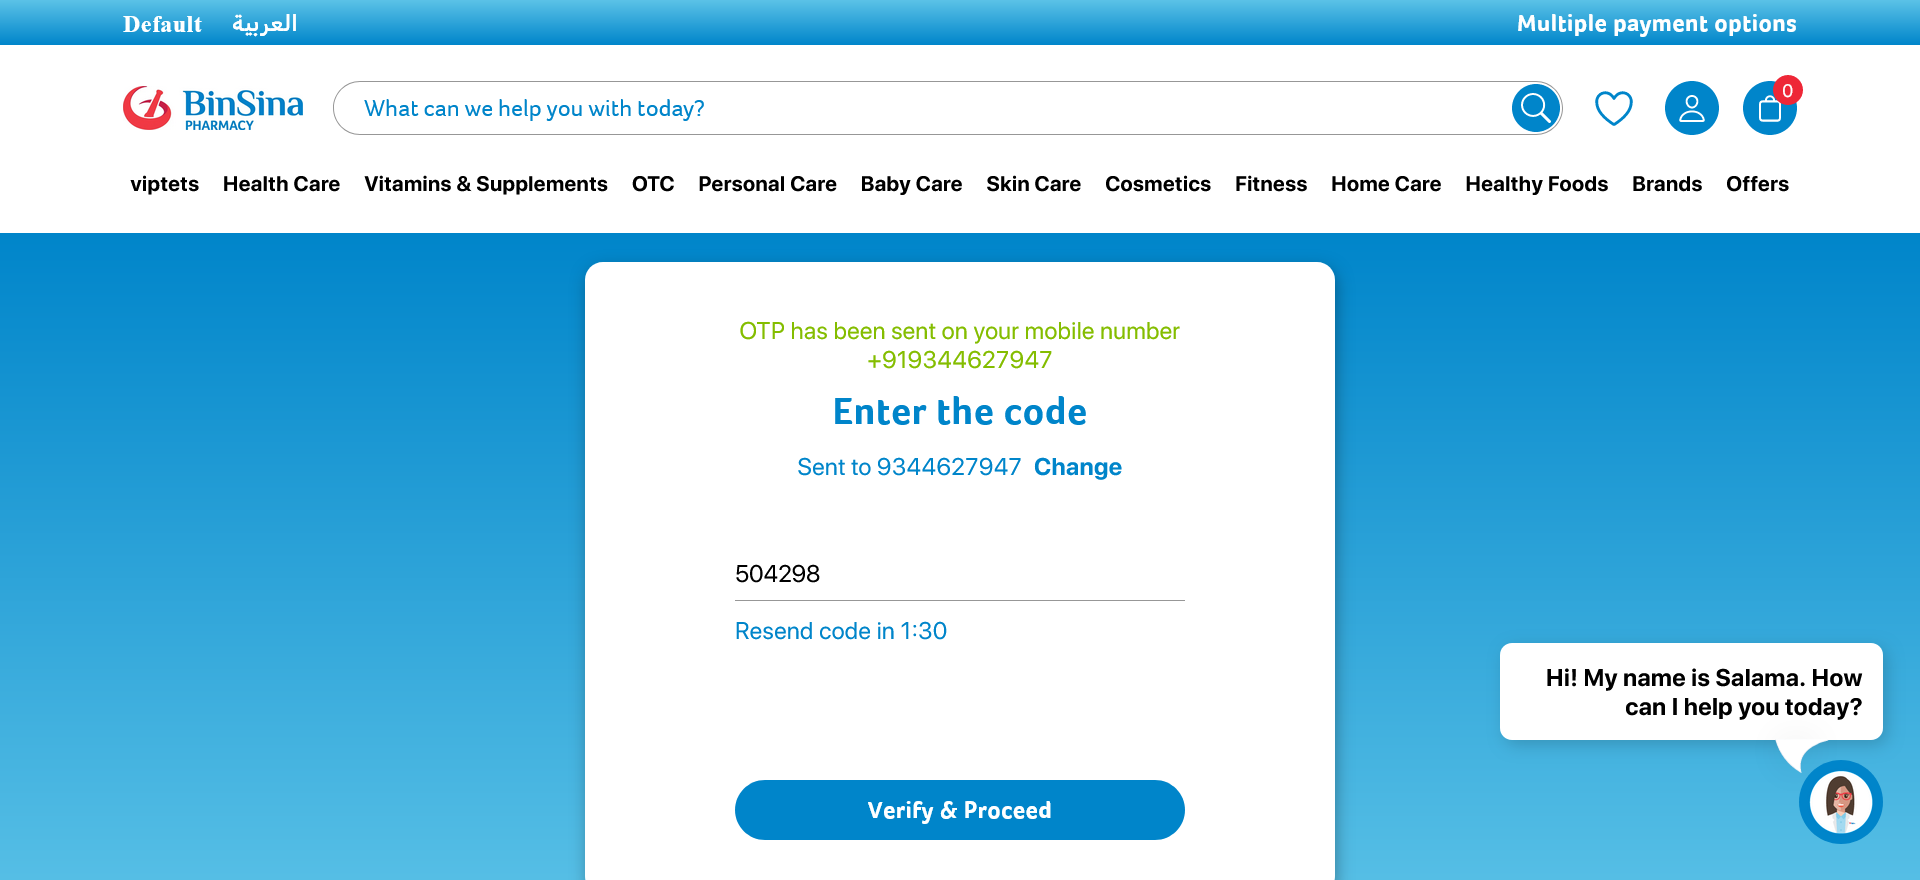 Default العربية Multiple payment options
BinSina
PHARMACY
What can we help you with today?
0
viptets Health Care Vitamins & Supplements OTC Personal Care Baby Care Skin Care Cosmetics Fitness Home Care Healthy Foods Brands Offers
OTP has been sent on your mobile number
+919344627947
Enter the code
Sent to 9344627947 Change
504298
Resend code in 1:30
Hi! My name is Salama. How
can I help you today?
Verify & Proceed